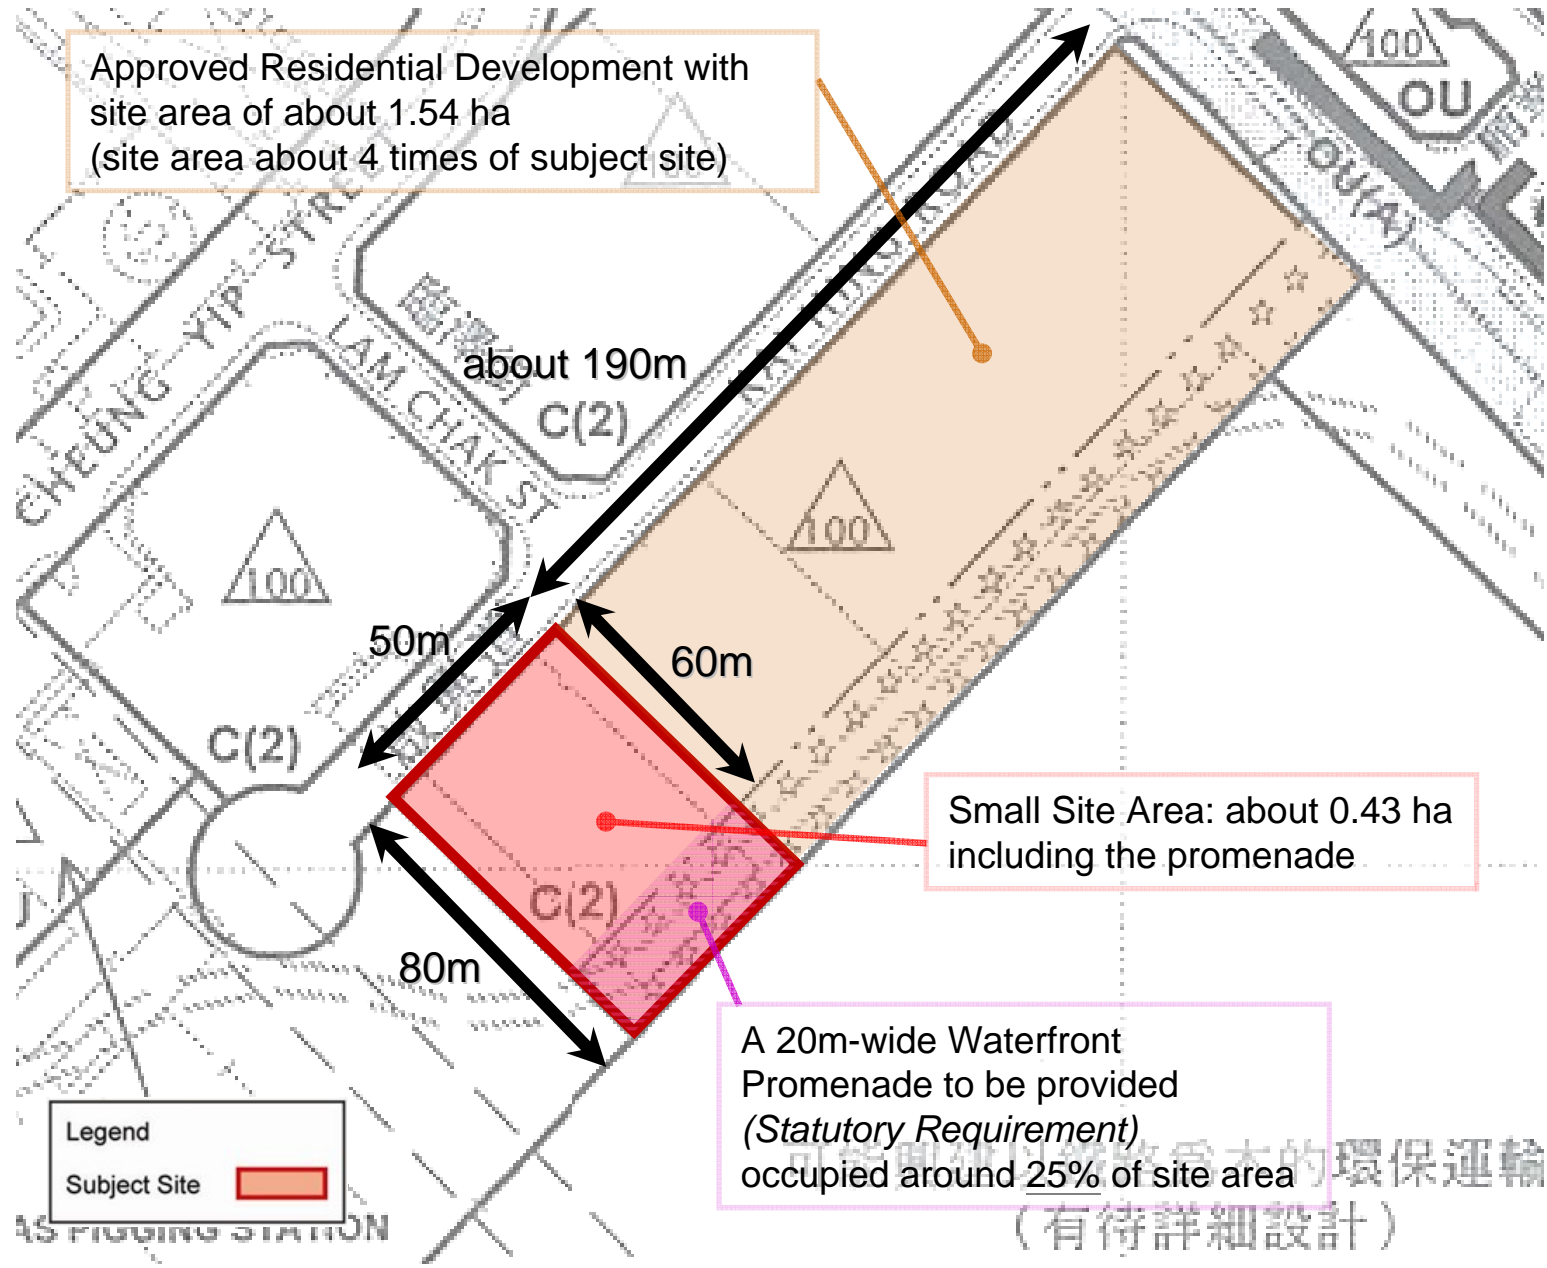 Approved Residential Development with
site area of about 1.54 ha
(site area about 4 times of subject site)
100
OU
OU(A)
CHEUNG YIP STREET
LAM CHAK ST
about 190m
C(2)
100
100
50m
60m
C(2)
Small Site Area: about 0.43 ha
including the promenade
C(2)
80m
A 20m-wide Waterfront
Promenade to be provided
(Statutory Requirement)
occupied around 25% of site area
的環保運輸
（有待詳細設計）
Legend
Subject Site
AS PIGGING STATION